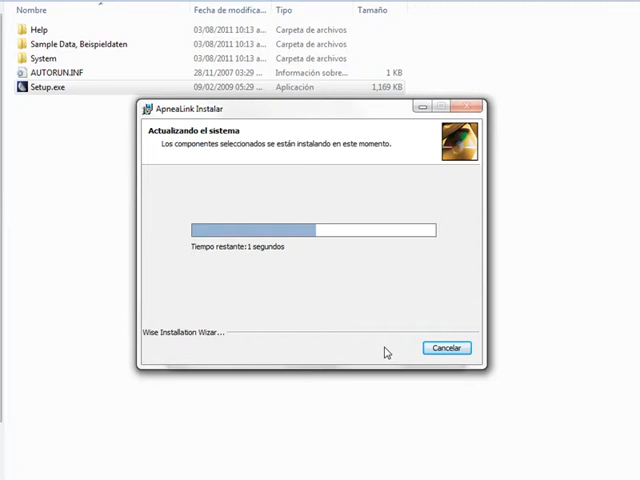 Nombre Fecha de modifica... Tipo Tamaño
Help 03/08/2011 10:13 a... Carpeta de archivos
Sample Data, Beispieldaten 03/08/2011 10:13 a... Carpeta de archivos
System 03/08/2011 10:13 a... Carpeta de archivos
AUTORUN.INF 28/11/2007 03:29 ... Información sobre... 1 KB
Setup.exe 09/02/2009 05:29 ... Aplicación 1,169 KB
ApneaLink Instalar
Actualizando el sistema
Los componentes seleccionados se están instalando en este momento.
Tiempo restante:1 segundos
Wise Installation Wizar...
Cancelar